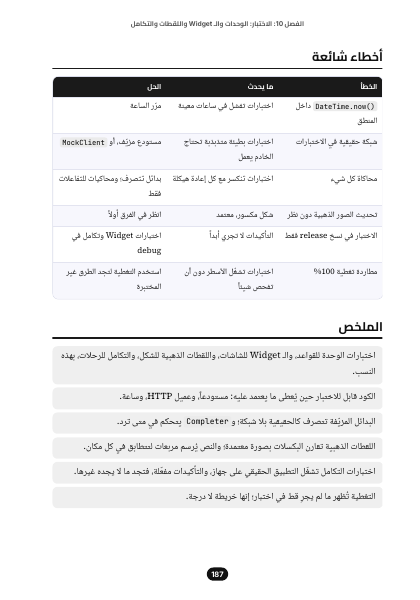 الفصل 10: الاختبار: الوحدات والـ Widget واللقطات والتكامل
أخطاء شائعة
الخطأ ما يحدث الحل
DateTime.now() داخل المنطق اختبارات تفشل في ساعات معينة مرّر الساعة
شبكة حقيقية في الاختبارات اختبارات بطيئة متذبذبة تحتاج الخادم يعمل مستودع مزيّف، أو MockClient
محاكاة كل شيء اختبارات تنكسر مع كل إعادة هيكلة بدائل تتصرف؛ ومحاكيات للتفاعلات فقط
تحديث الصور الذهبية دون نظر شكل مكسور، معتمد انظر في الفرق أولاً
الاختبار في نسخ release فقط التأكيدات لا تجري أبداً اختبارات Widget وتكامل في debug
مطاردة تغطية 100% اختبارات تشغّل الأسطر دون أن تفحص شيئاً استخدم التغطية لتجد الطرق غير المختبرة
الملخص
اختبارات الوحدة للقواعد، والـ Widget للشاشات، واللقطات الذهبية للشكل، والتكامل للرحلات، بهذه
النسب.
الكود قابل للاختبار حين يُعطى ما يعتمد عليه: مستودعاً، وعميل HTTP، وساعة.
البدائل المزيّفة تتصرف كالحقيقية بلا شبكة؛ و Completer يتحكم في متى ترد.
اللقطات الذهبية تقارن البكسلات بصورة معتمدة؛ والنص يُرسم مربعات لتتطابق في كل مكان.
اختبارات التكامل تشغّل التطبيق الحقيقي على جهاز، والتأكيدات مفعّلة، فتجد ما لا يجده غيرها.
التغطية تُظهر ما لم يجرِ قط في اختبار؛ إنها خريطة لا درجة.
187